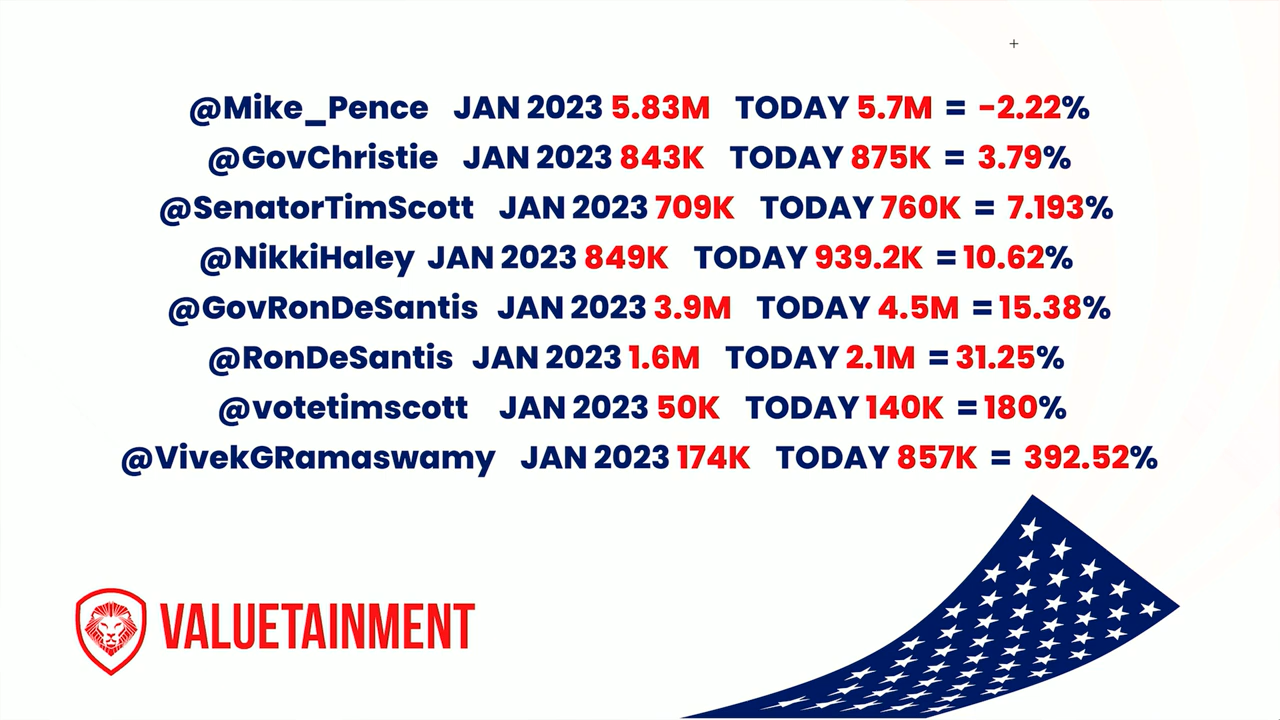 @Mike_Pence JAN 2023 5.83M TODAY 5.7M = -2.22%
@GovChristie JAN 2023 843K TODAY 875K = 3.79%
@SenatorTimScott JAN 2023 709K TODAY 760K = 7.193%
@NikkiHaley JAN 2023 849K TODAY 939.2K = 10.62%
@GovRonDeSantis JAN 2023 3.9M TODAY 4.5M = 15.38%
@RonDeSantis JAN 2023 1.6M TODAY 2.1M = 31.25%
@votetimscott JAN 2023 50K TODAY 140K = 180%
@VivekGRamaswamy JAN 2023 174K TODAY 857K = 392.52%
VALUETAINMENT